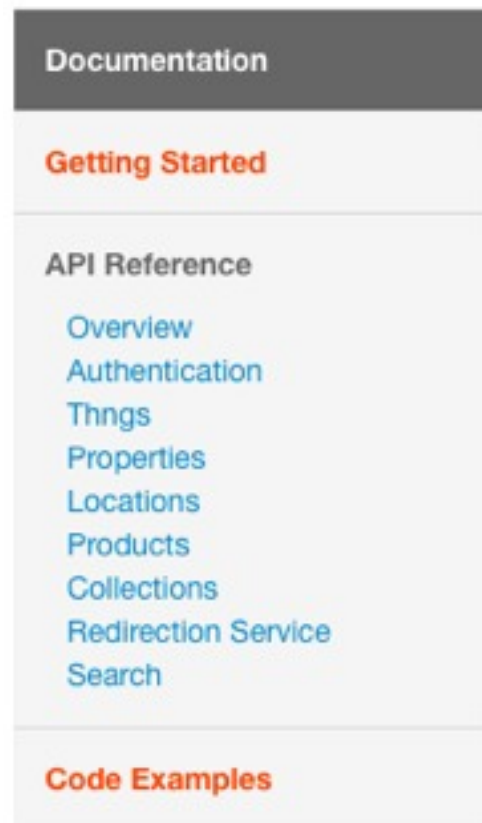 Documentation
Getting Started
API Reference
Overview
Authentication
Thngs
Properties
Locations
Products
Collections
Redirection Service
Search
Code Examples